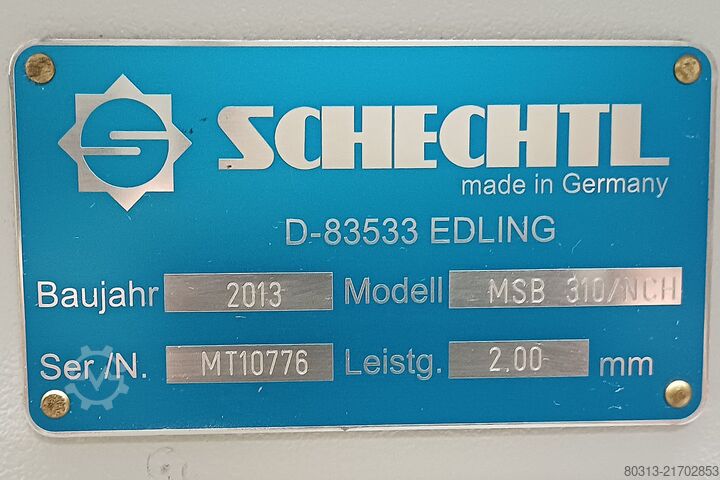 S SCHECHTL
made in Germany
D-83533 EDLING
Baujahr 2013 Modell MSB 310/NCH
Ser /N. MT10776 Leistg. 2,00 mm
80313-21702853